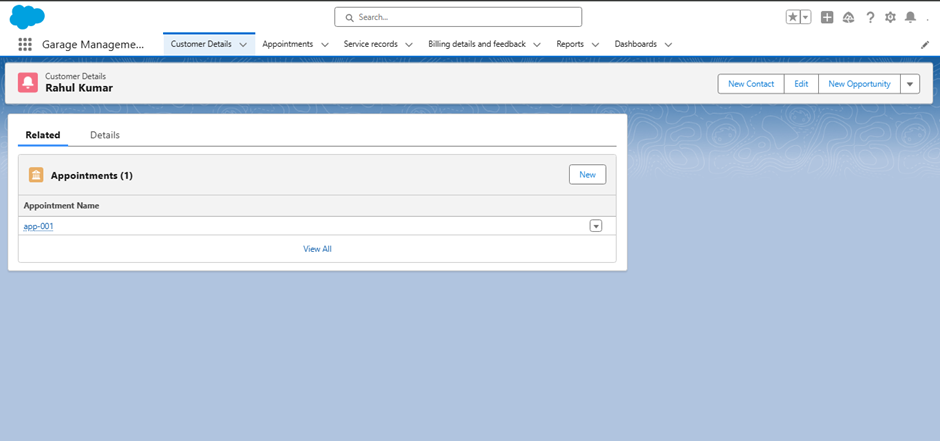 Search...
Garage Manageme...
Customer Details
Appointments
Service records
Billing details and feedback
Reports
Dashboards
Customer Details
Rahul Kumar
New Contact
Edit
New Opportunity
Related
Details
Appointments (1)
New
Appointment Name
app-001
View All